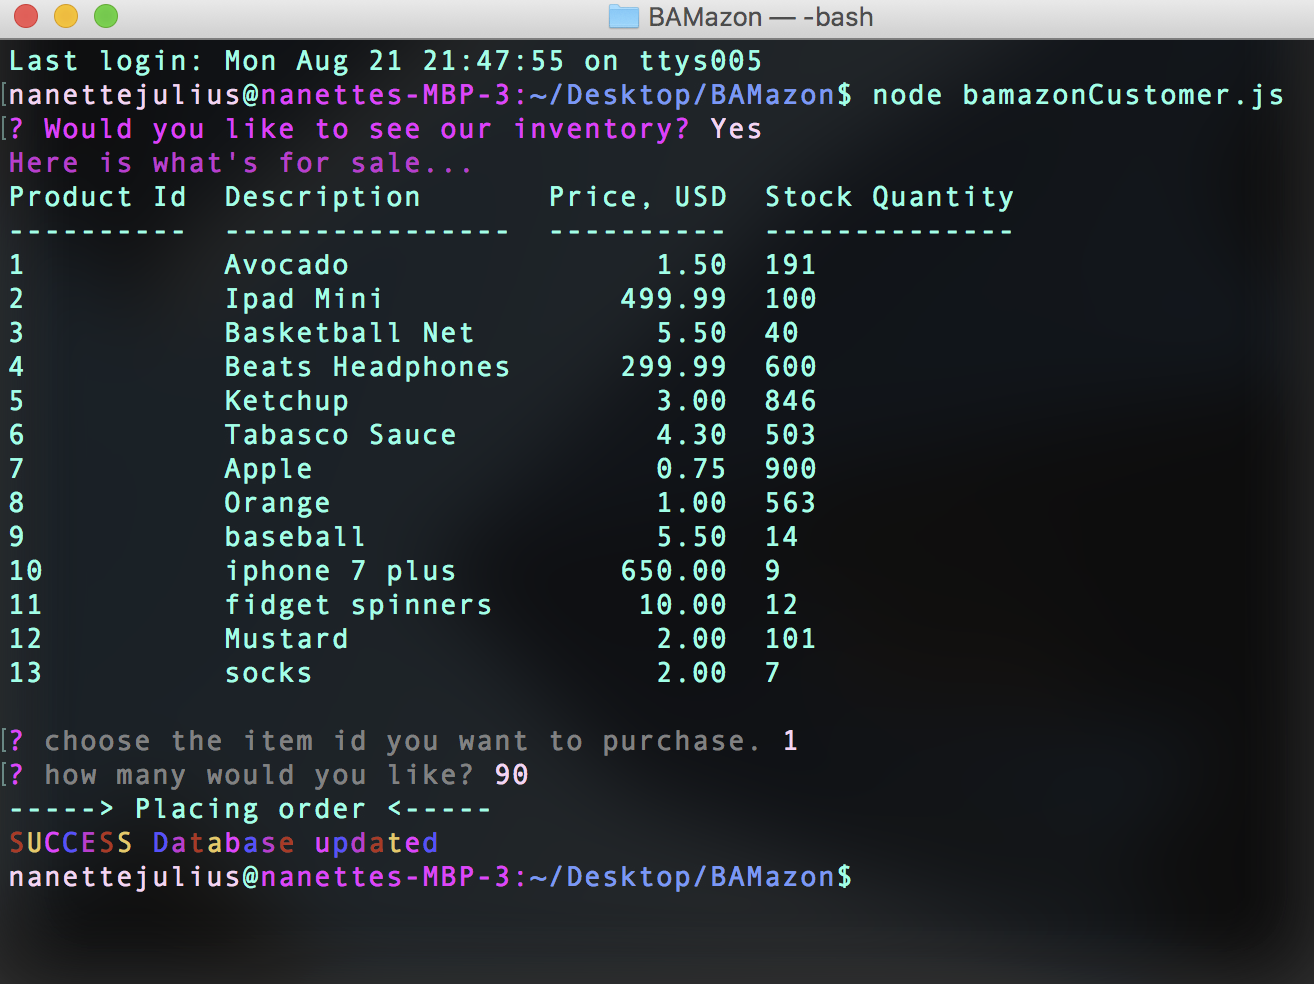 BAMazon — -bash
Last login: Mon Aug 21 21:47:55 on ttys005
[nanettejulius@nanettes-MBP-3:~/Desktop/BAMazon$ node bamazonCustomer.js
[? Would you like to see our inventory? Yes
Here is what's for sale...
Product Id  Description       Price, USD  Stock Quantity
----------  ----------------  ----------  --------------
1           Avocado                 1.50  191
2           Ipad Mini             499.99  100
3           Basketball Net          5.50  40
4           Beats Headphones      299.99  600
5           Ketchup                 3.00  846
6           Tabasco Sauce           4.30  503
7           Apple                   0.75  900
8           Orange                  1.00  563
9           baseball                5.50  14
10          iphone 7 plus         650.00  9
11          fidget spinners        10.00  12
12          Mustard                 2.00  101
13          socks                   2.00  7
[? choose the item id you want to purchase. 1
[? how many would you like? 90
-----> Placing order <-----
SUCCESS Database updated
nanettejulius@nanettes-MBP-3:~/Desktop/BAMazon$